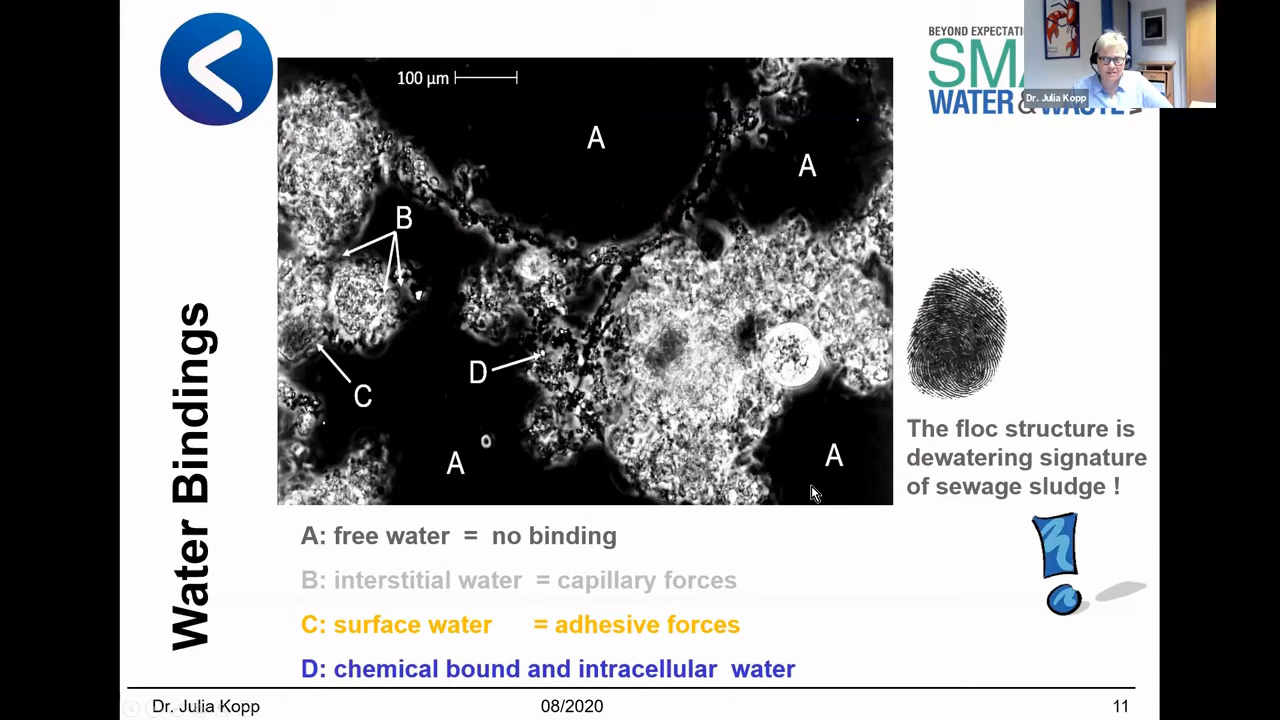 BEYOND EXPECTATI
SMA
WATER & WASTE
Dr. Julia Kopp
100 µm
A
A
B
D
C
A
A
Water Bindings
The floc structure is
dewatering signature
of sewage sludge !
A: free water = no binding
B: interstitial water = capillary forces
C: surface water = adhesive forces
D: chemical bound and intracellular water
Dr. Julia Kopp
08/2020
11